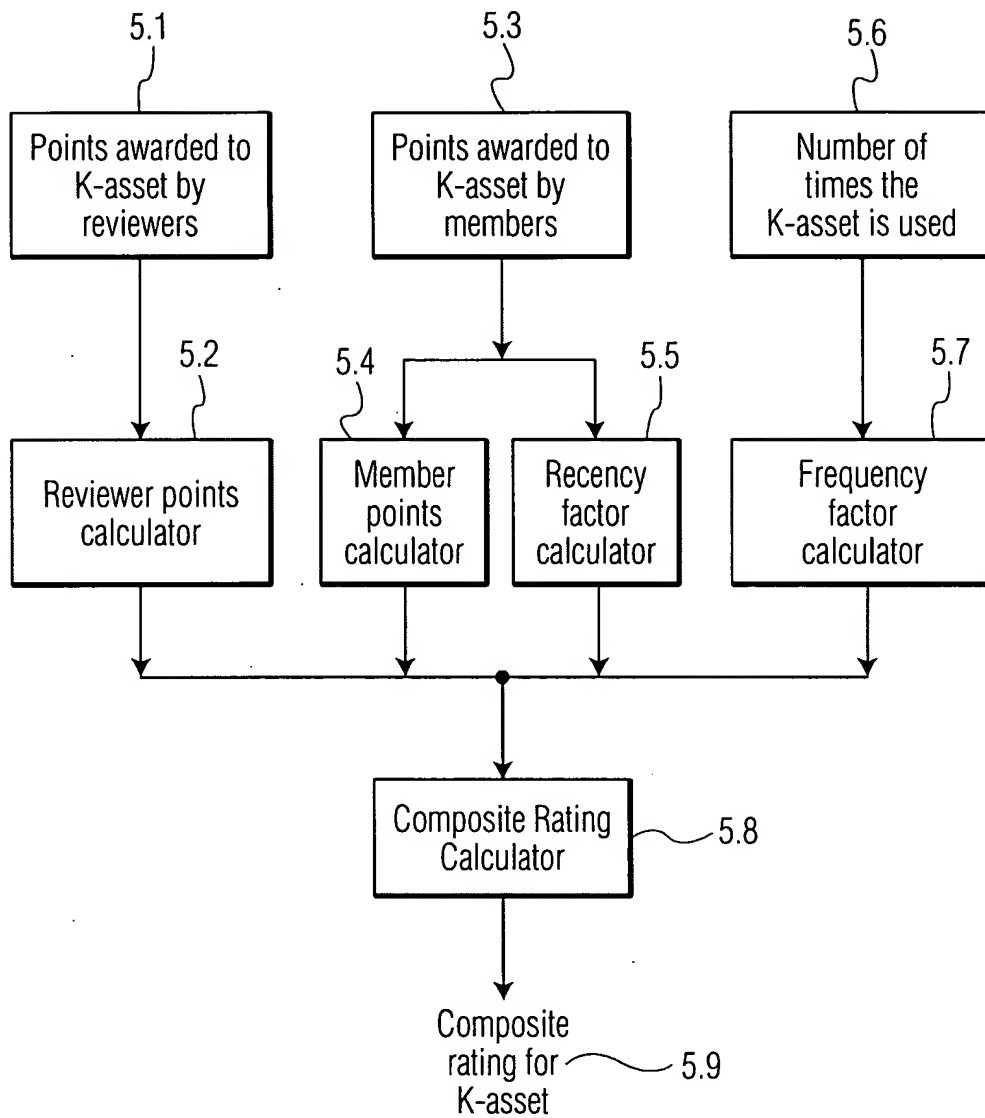 5.1
5.3
5.6
Points awarded to
K-asset by
reviewers
Points awarded to
K-asset by
members
Number of
times the
K-asset is used
5.2
5.4
5.5
5.7
Reviewer points
calculator
Member
points
calculator
Recency
factor
calculator
Frequency
factor
calculator
Composite Rating
Calculator
5.8
Composite
rating for
K-asset
5.9